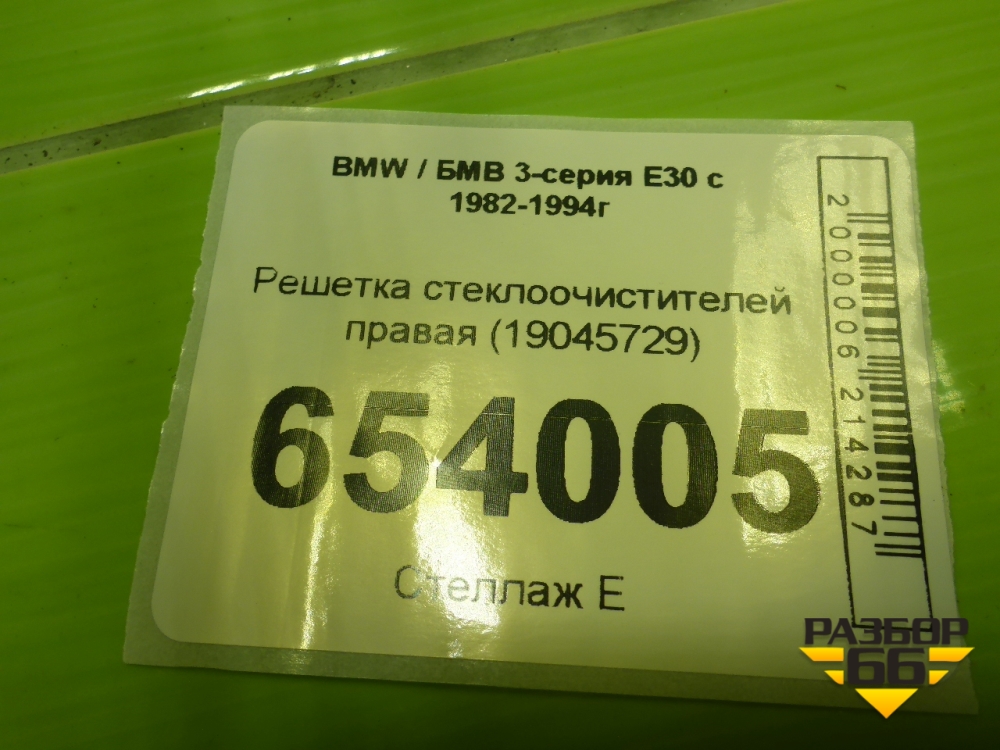 BMW / БМВ 3-серия E30 с
1982-1994г
Решетка стеклоочистителей
правая (19045729)
654005
Стеллаж Е
2000006214287
РАЗБОР
66